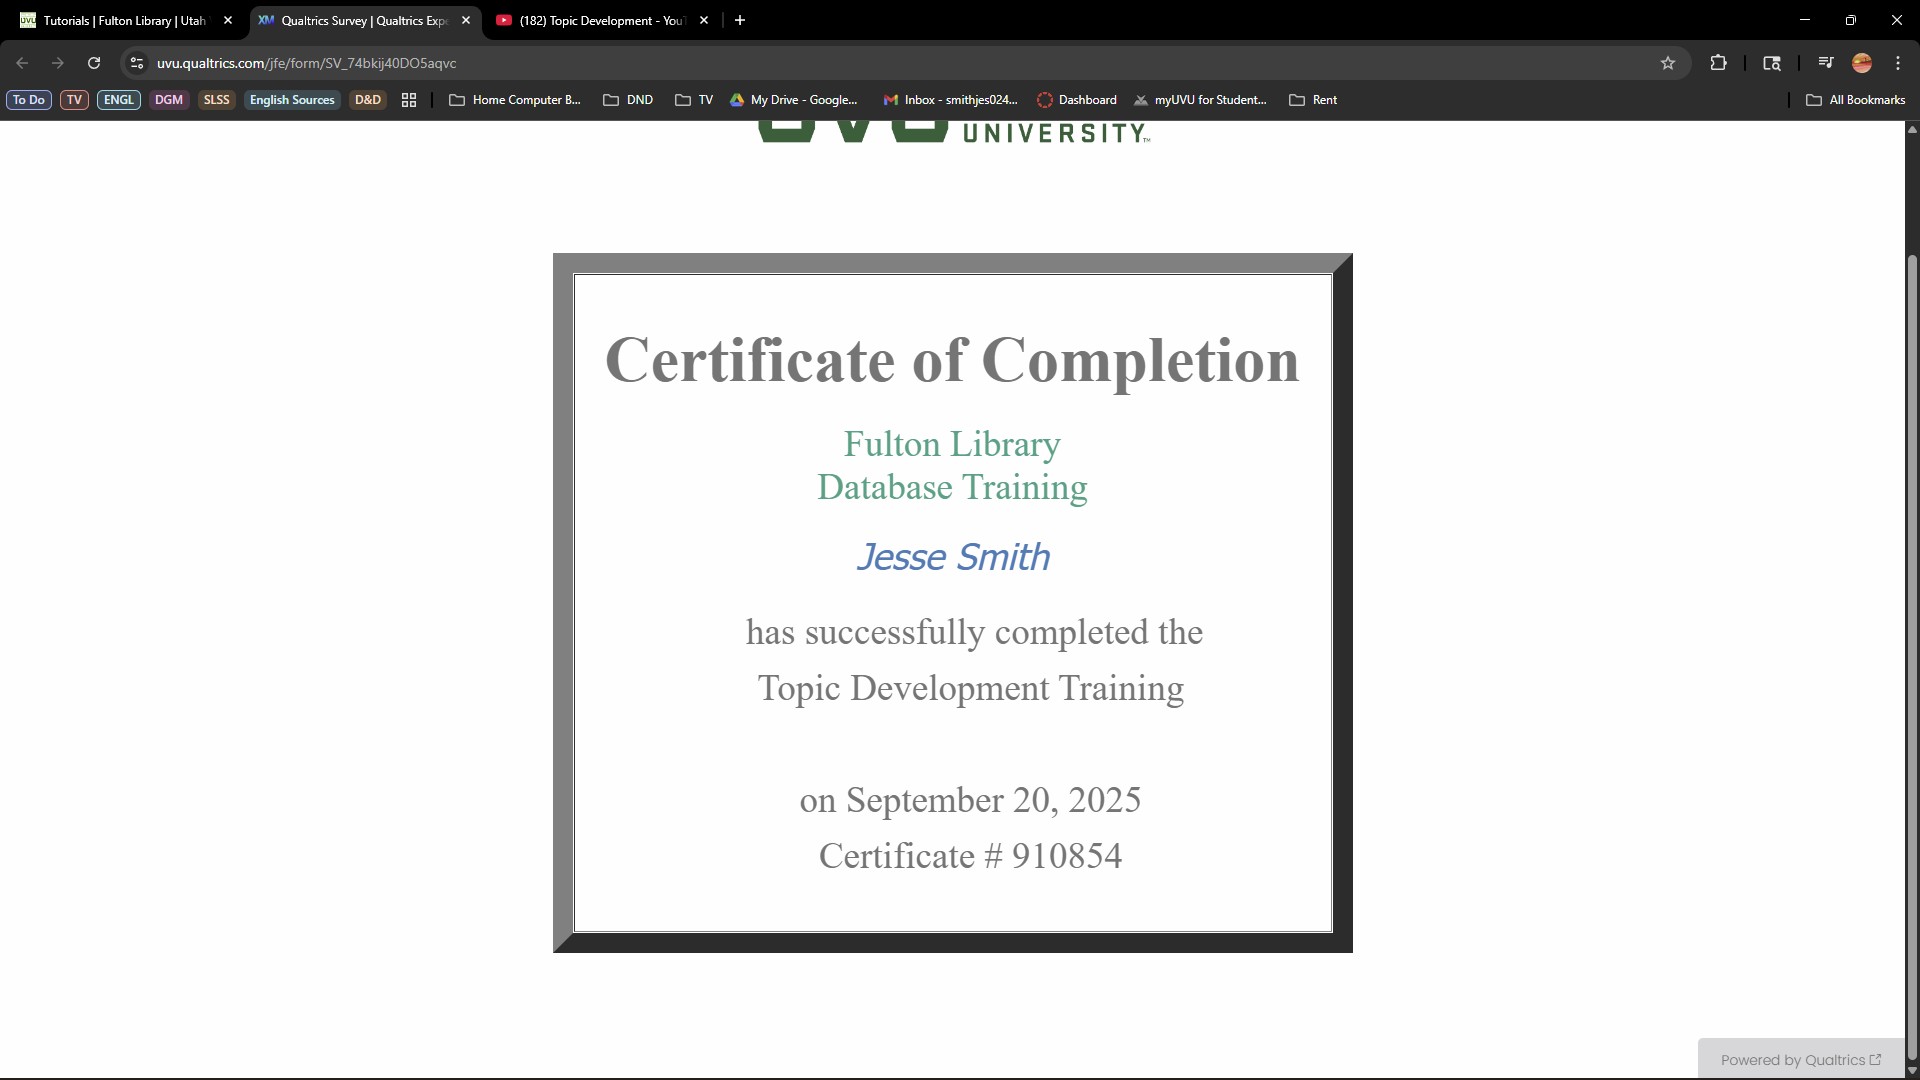 Tutorials | Fulton Library | Utah
Qualtrics Survey | Qualtrics Expe
(182) Topic Development - You
uvu.qualtrics.com/jfe/form/SV_74bkij40DO5aqvc
To Do TV ENGL DGM SLSS English Sources D&D Home Computer B... DND TV My Drive - Google... Inbox - smithjes024... Dashboard myUVU for Student... Rent All Bookmarks
UNIVERSITY™
Certificate of Completion
Fulton Library
Database Training
Jesse Smith
has successfully completed the
Topic Development Training
on September 20, 2025
Certificate # 910854
Powered by Qualtrics